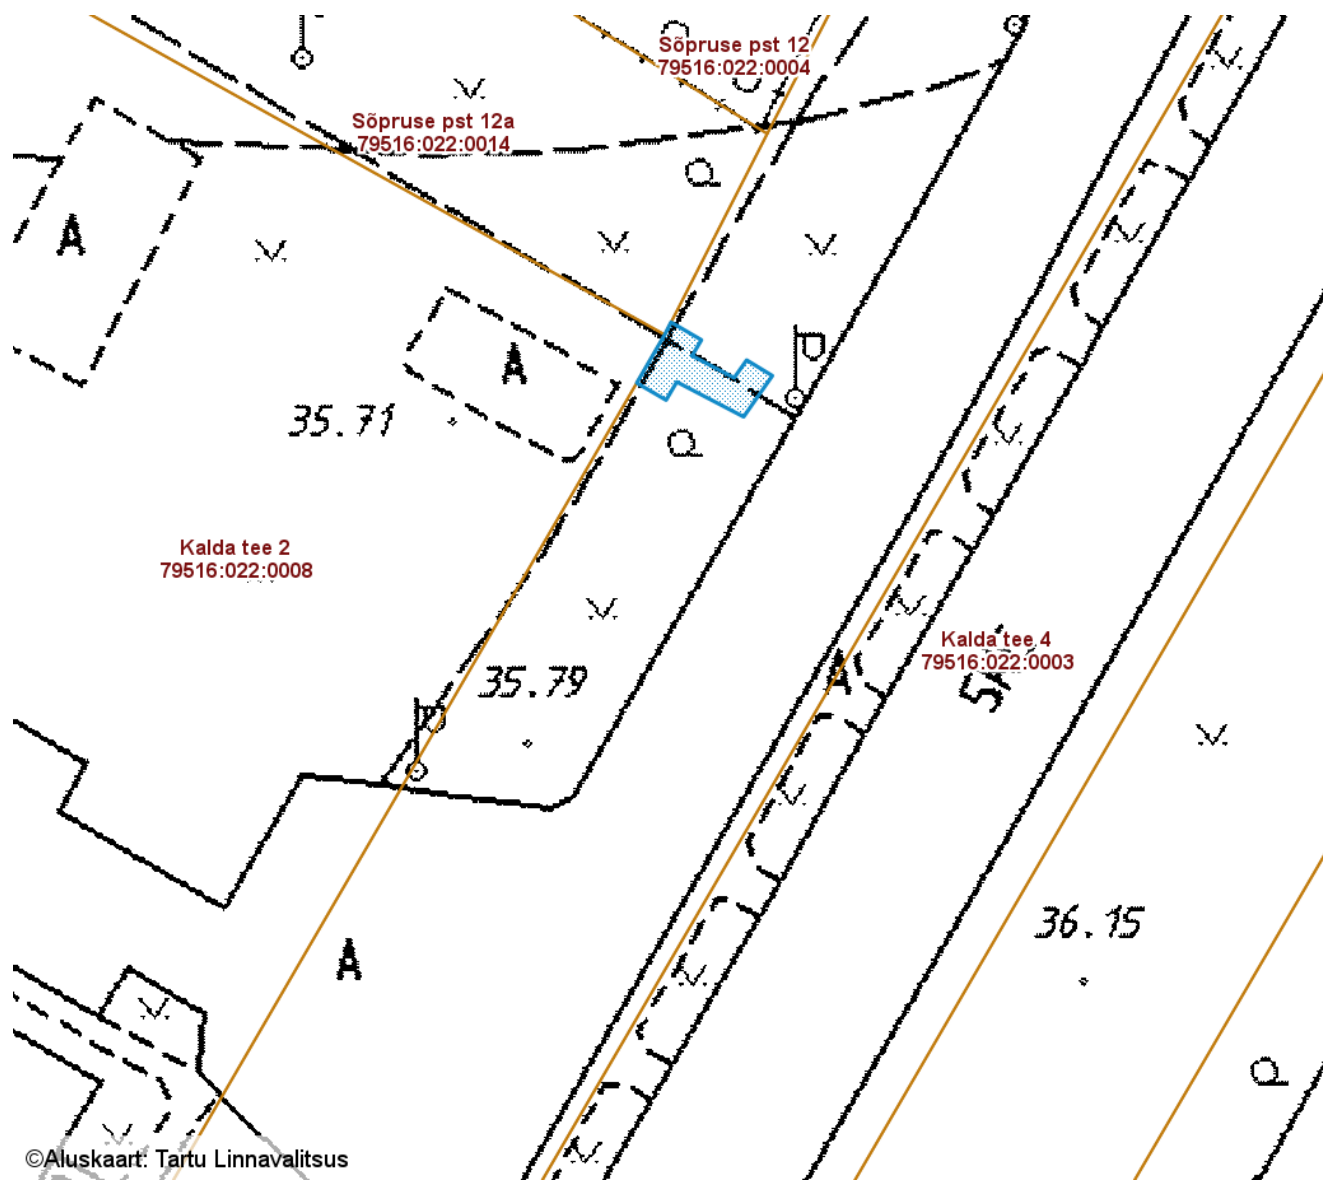 Sõpruse pst 12
79516:022:0004
Sõpruse pst 12a
79516:022:0014
A
A
35.71
Kalda tee 2
79516:022:0008
Kalda tee 4
79516:022:0003
A
35.79
36.15
A
©Aluskaart: Tartu Linnavalitsus